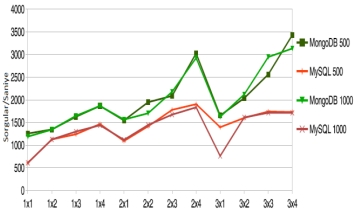 4000
3500
3000
2500
2000
1500
1000
500
0
Sorgular/Saniye
1x1 1x2 1x3 1x4 2x1 2x2 2x3 2x4 3x1 3x2 3x3 3x4
MongoDB 500
MySQL 500
MongoDB 1000
MySQL 1000